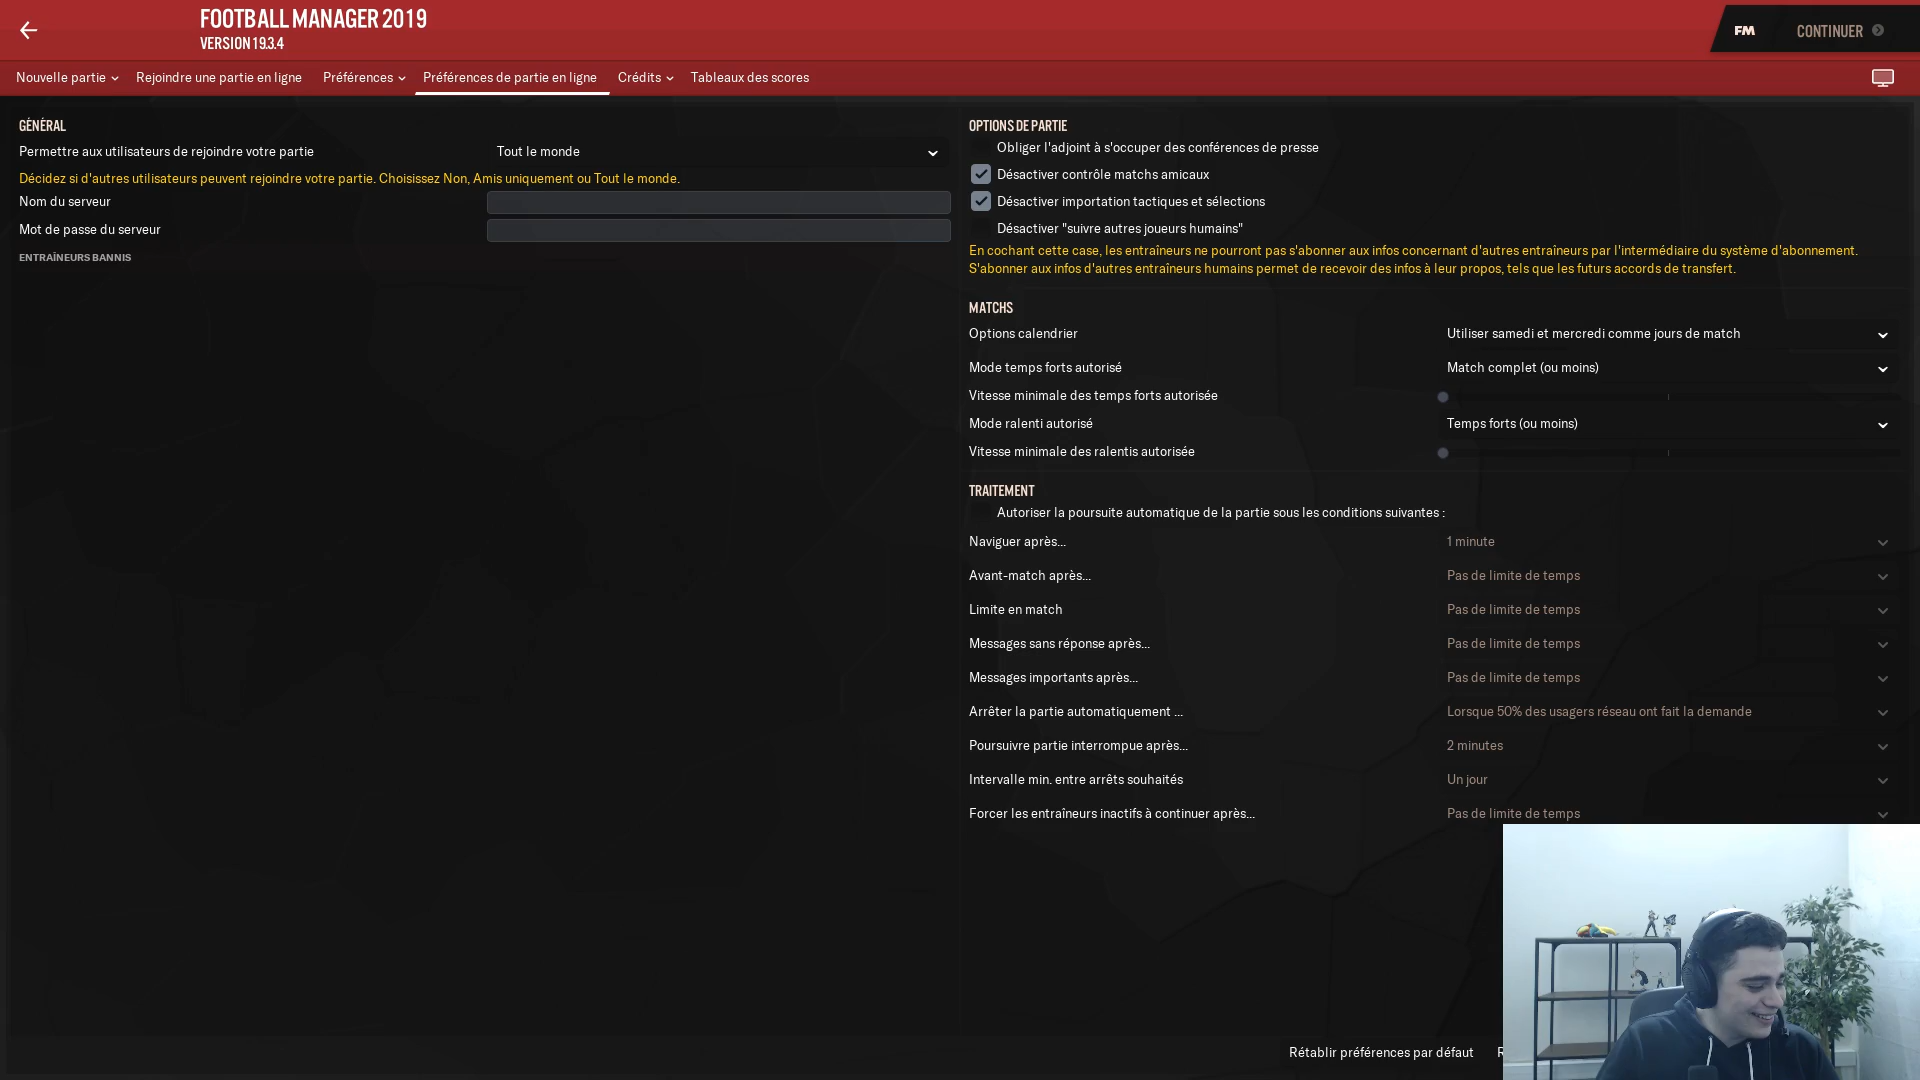 FOOTBALL MANAGER 2019
VERSION 19.3.4
FM
CONTINUER
Nouvelle partie
Rejoindre une partie en ligne
Préférences
Préférences de partie en ligne
Crédits
Tableaux des scores
GÉNÉRAL
Permettre aux utilisateurs de rejoindre votre partie
Tout le monde
Décidez si d'autres utilisateurs peuvent rejoindre votre partie. Choisissez Non, Amis uniquement ou Tout le monde.
Nom du serveur
Mot de passe du serveur
ENTRAÎNEURS BANNIS
OPTIONS DE PARTIE
Obliger l'adjoint à s'occuper des conférences de presse
Désactiver contrôle matchs amicaux
Désactiver importation tactiques et sélections
Désactiver "suivre autres joueurs humains"
En cochant cette case, les entraîneurs ne pourront pas s'abonner aux infos concernant d'autres entraîneurs par l'intermédiaire du système d'abonnement.
S'abonner aux infos d'autres entraîneurs humains permet de recevoir des infos à leur propos, tels que les futurs accords de transfert.
MATCHS
Options calendrier
Utiliser samedi et mercredi comme jours de match
Mode temps forts autorisé
Match complet (ou moins)
Vitesse minimale des temps forts autorisée
Mode ralenti autorisé
Temps forts (ou moins)
Vitesse minimale des ralentis autorisée
TRAITEMENT
Autoriser la poursuite automatique de la partie sous les conditions suivantes :
Naviguer après...
1 minute
Avant-match après...
Pas de limite de temps
Limite en match
Pas de limite de temps
Messages sans réponse après...
Pas de limite de temps
Messages importants après...
Pas de limite de temps
Arrêter la partie automatiquement ...
Lorsque 50% des usagers réseau ont fait la demande
Poursuivre partie interrompue après...
2 minutes
Intervalle min. entre arrêts souhaités
Un jour
Forcer les entraîneurs inactifs à continuer après...
Pas de limite de temps
Rétablir préférences par défaut